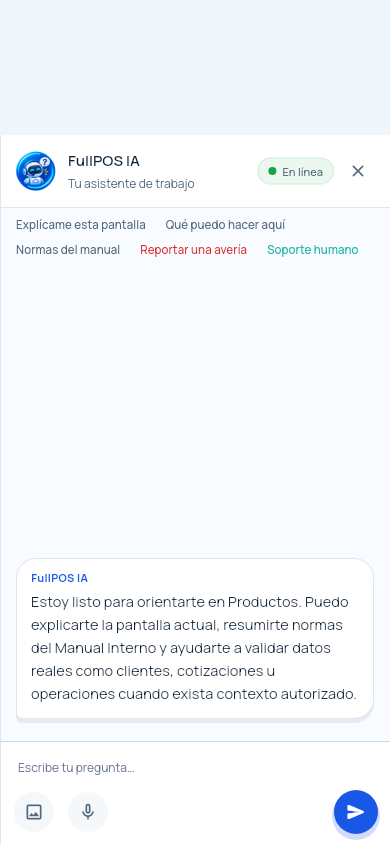 FullPOS IA
Tu asistente de trabajo
En línea
Explícame esta pantalla
Qué puedo hacer aquí
Normas del manual
Reportar una avería
Soporte humano
FullPOS IA
Estoy listo para orientarte en Productos. Puedo
explicarte la pantalla actual, resumirte normas
del Manual Interno y ayudarte a validar datos
reales como clientes, cotizaciones u
operaciones cuando exista contexto autorizado.
Escribe tu pregunta...